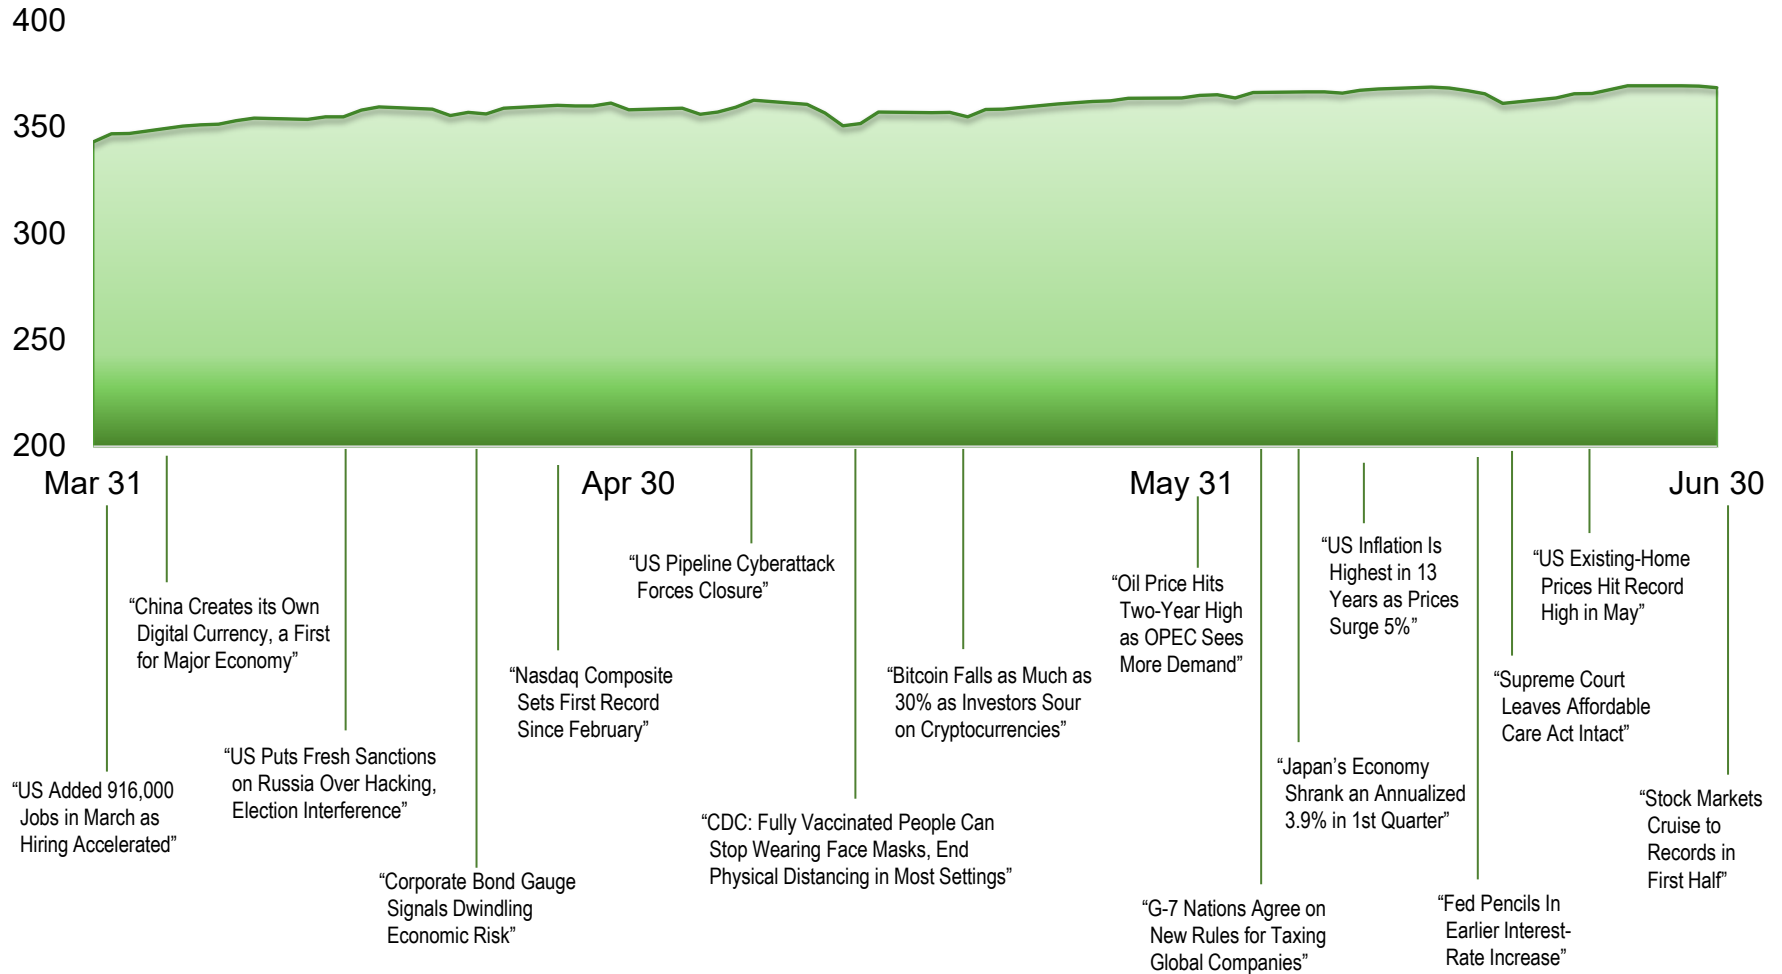 400
350
300
250
200
Mar 31
Apr 30
May 31
Jun 30
“US Added 916,000
Jobs in March as
Hiring Accelerated”
“China Creates its Own
Digital Currency, a First
for Major Economy”
“US Puts Fresh Sanctions
on Russia Over Hacking,
Election Interference”
“Corporate Bond Gauge
Signals Dwindling
Economic Risk”
“Nasdaq Composite
Sets First Record
Since February”
“US Pipeline Cyberattack
Forces Closure”
“CDC: Fully Vaccinated People Can
Stop Wearing Face Masks, End
Physical Distancing in Most Settings”
“Bitcoin Falls as Much as
30% as Investors Sour
on Cryptocurrencies”
“Oil Price Hits
Two-Year High
as OPEC Sees
More Demand”
“G-7 Nations Agree on
New Rules for Taxing
Global Companies”
“Japan’s Economy
Shrank an Annualized
3.9% in 1st Quarter”
“US Inflation Is
Highest in 13
Years as Prices
Surge 5%”
“Fed Pencils In
Earlier Interest-
Rate Increase”
“Supreme Court
Leaves Affordable
Care Act Intact”
“US Existing-Home
Prices Hit Record
High in May”
“Stock Markets
Cruise to
Records in
First Half”